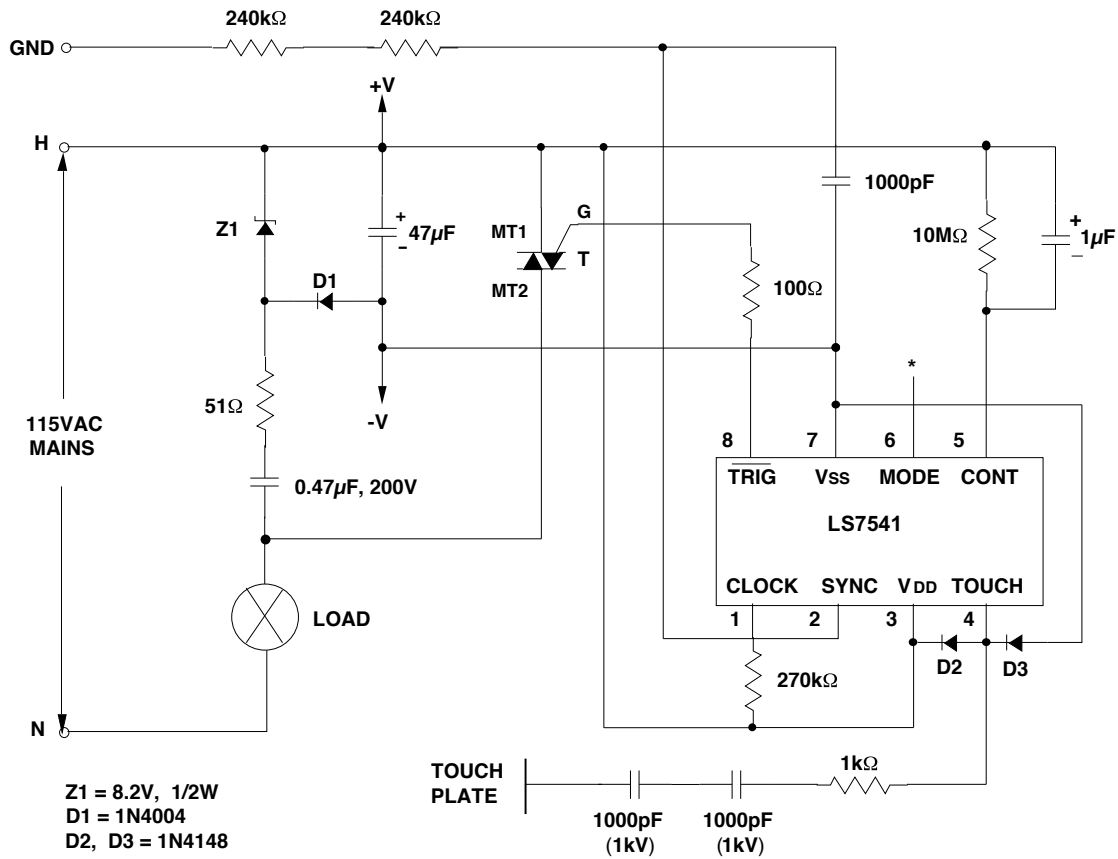 240kΩ 240kΩ
GND
+V
H
1000pF
G
+
Z1
47µF
MT1
T
10MΩ
+
1µF
–
–
D1
MT2
100Ω
*
51Ω
115VAC
MAINS
-V
8 7 6 5
TRIG VSS MODE CONT
0.47µF, 200V
LS7541
CLOCK SYNC VDD TOUCH
LOAD
1 2 3 4
D2 D3
270kΩ
N
TOUCH
PLATE
1kΩ
Z1 = 8.2V, 1/2W
D1 = 1N4004
D2, D3 = 1N4148
1000pF 1000pF
(1kV) (1kV)